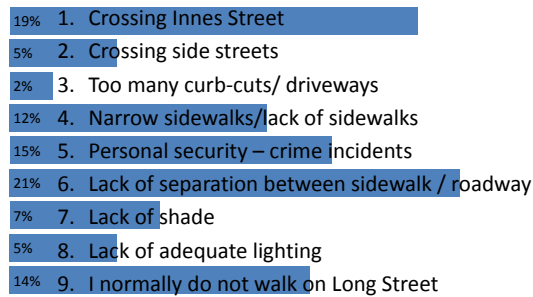 19% 1. Crossing Innes Street
5% 2. Crossing side streets
2% 3. Too many curb-cuts/ driveways
12% 4. Narrow sidewalks/lack of sidewalks
15% 5. Personal security – crime incidents
21% 6. Lack of separation between sidewalk / roadway
7% 7. Lack of shade
5% 8. Lack of adequate lighting
14% 9. I normally do not walk on Long Street